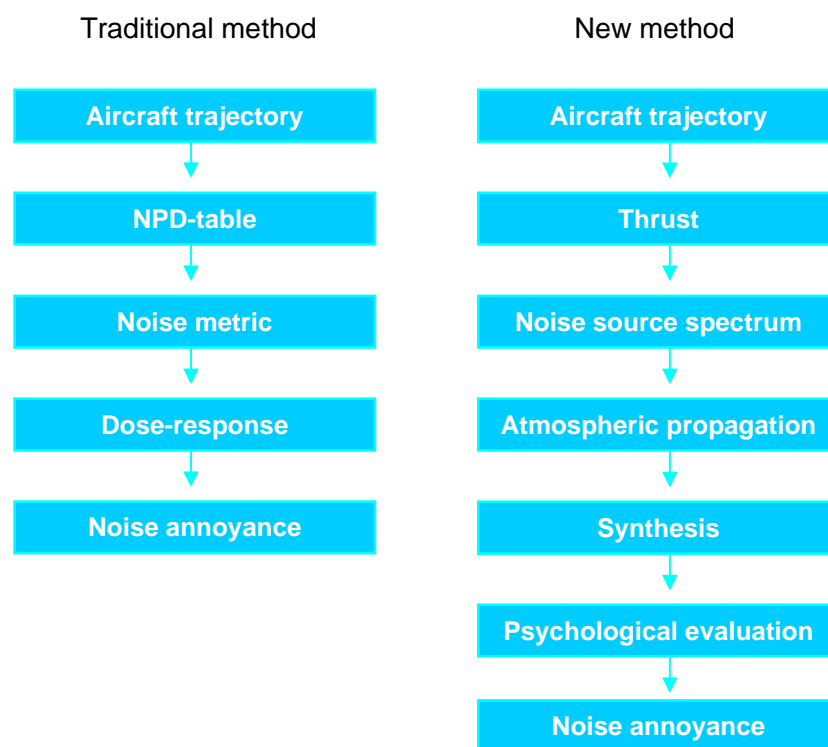 Traditional method
Aircraft trajectory
NPD-table
Noise metric
Dose-response
Noise annoyance
New method
Aircraft trajectory
Thrust
Noise source spectrum
Atmospheric propagation
Synthesis
Psychological evaluation
Noise annoyance